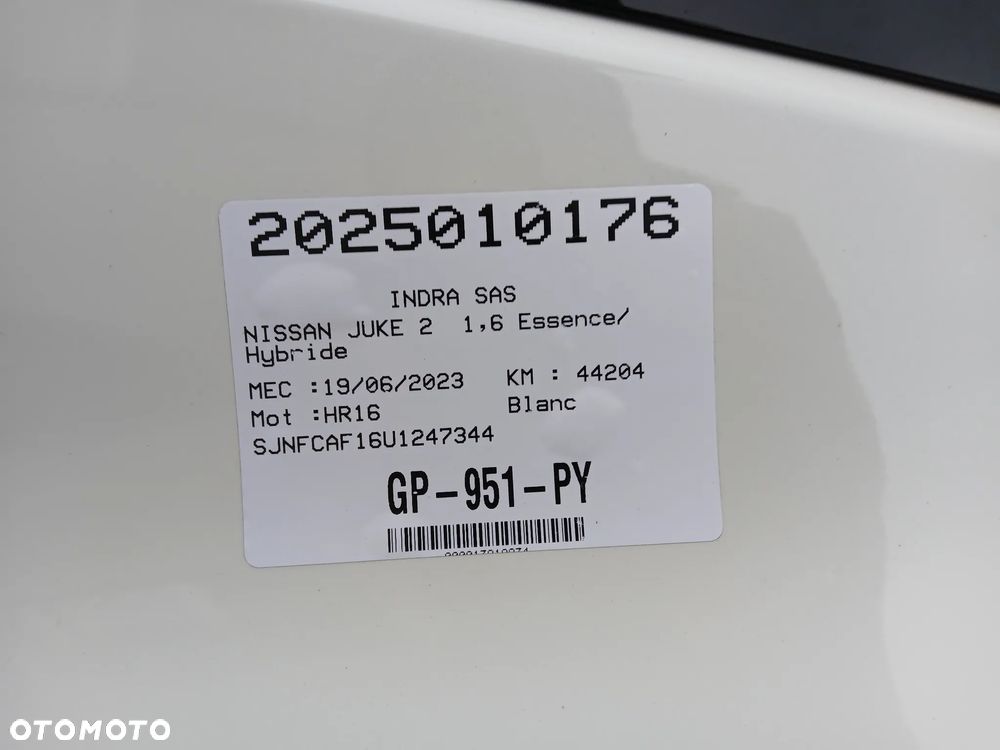 2025010176
INDRA SAS
NISSAN JUKE 2 1,6 Essence/
Hybride
MEC :19/06/2023 KM : 44204
Mot :HR16 Blanc
SJNFCAF16U1247344
GP-951-PY
OTOMOTO